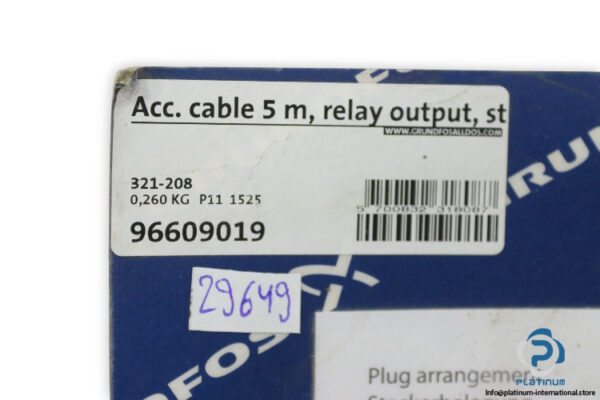 Acc. cable 5 m, relay output, st
WWW.GRUNDFOSALLDOS.COM
321-208
0,260 KG P11 1525
5 700832 318087
96609019
29649
Plug arrangemen
PLATINUM
info@platinum-international.store